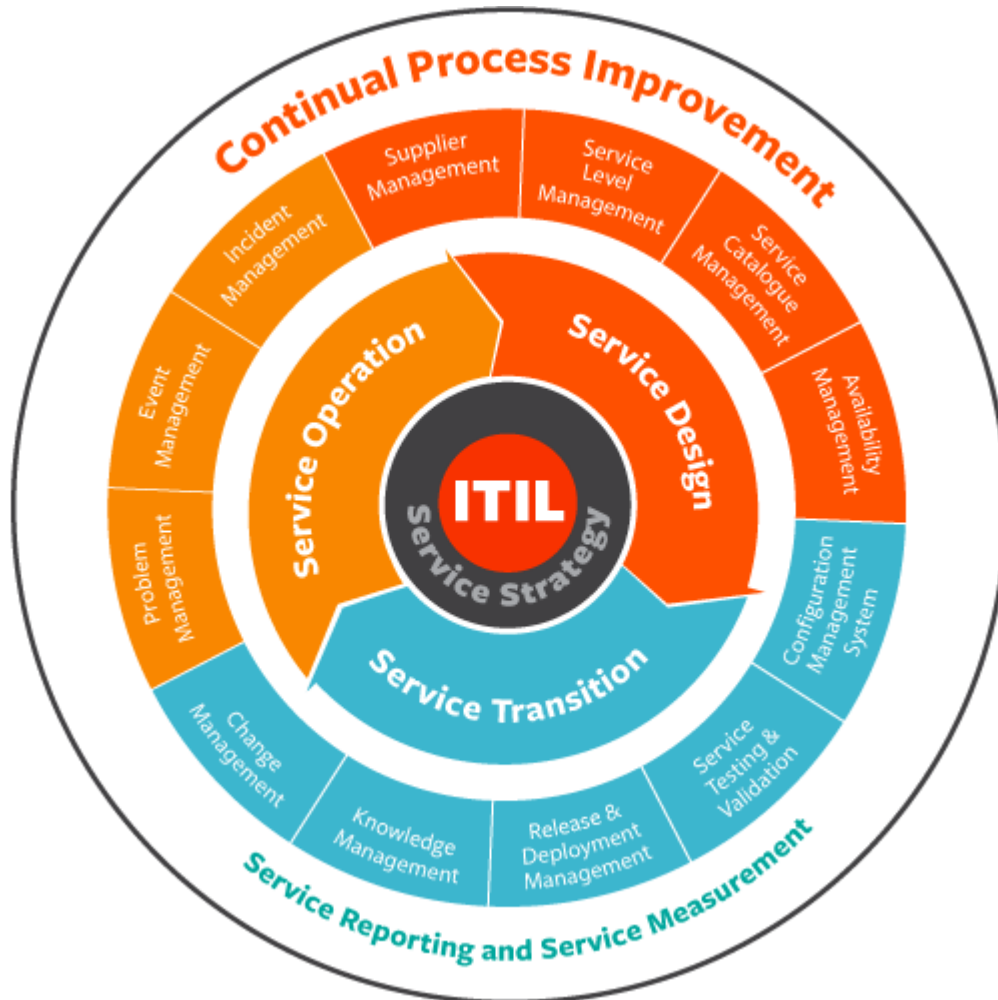 Continual Process Improvement
Supplier
Management
Service
Level
Management
Service
Catalogue
Management
Availability
Management
Configuration
Management
System
Service
Testing &
Validation
Release &
Deployment
Management
Knowledge
Management
Change
Management
Problem
Management
Event
Management
Incident
Management
Service Operation
Service Design
Service Transition
ITIL
Service Strategy
Service Reporting and Service Measurement